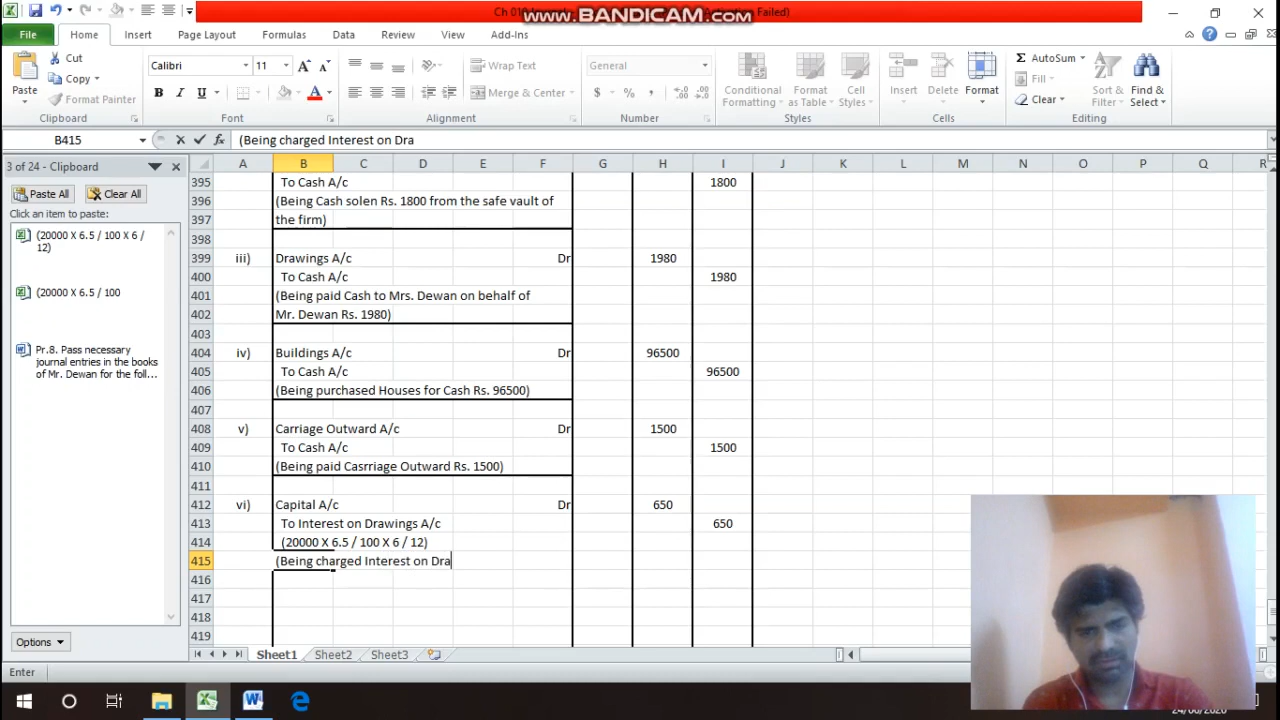 Ch 01
www.BANDICAM.com
Failed)
File Home Insert Page Layout Formulas Data Review View Add-Ins
Cut
Copy
Format Painter
Paste
Clipboard
Calibri 11
B I U
Font
Wrap Text
Merge & Center
Alignment
General
$ % ,
Number
Conditional Formatting
Format as Table
Cell Styles
Styles
Insert Delete Format
Cells
AutoSum
Fill
Clear
Sort & Filter
Find & Select
Editing
B415 fx (Being charged Interest on Dra
3 of 24 - Clipboard
Paste All Clear All
Click an item to paste:
(20000 X 6.5 / 100 X 6 /
12)
(20000 X 6.5 / 100
Pr.8. Pass necessary
journal entries in the books
of Mr. Dewan for the foll...
Options
A B C D E F G H I J K L M N O P Q R
395 To Cash A/c 1800
396 (Being Cash solen Rs. 1800 from the safe vault of
397 the firm)
398
399 iii) Drawings A/c Dr 1980
400 To Cash A/c 1980
401 (Being paid Cash to Mrs. Dewan on behalf of
402 Mr. Dewan Rs. 1980)
403
404 iv) Buildings A/c Dr 96500
405 To Cash A/c 96500
406 (Being purchased Houses for Cash Rs. 96500)
407
408 v) Carriage Outward A/c Dr 1500
409 To Cash A/c 1500
410 (Being paid Casrriage Outward Rs. 1500)
411
412 vi) Capital A/c Dr 650
413 To Interest on Drawings A/c 650
414 (20000 X 6.5 / 100 X 6 / 12)
415 (Being charged Interest on Dra
416
417
418
419
Sheet1 Sheet2 Sheet3
Enter